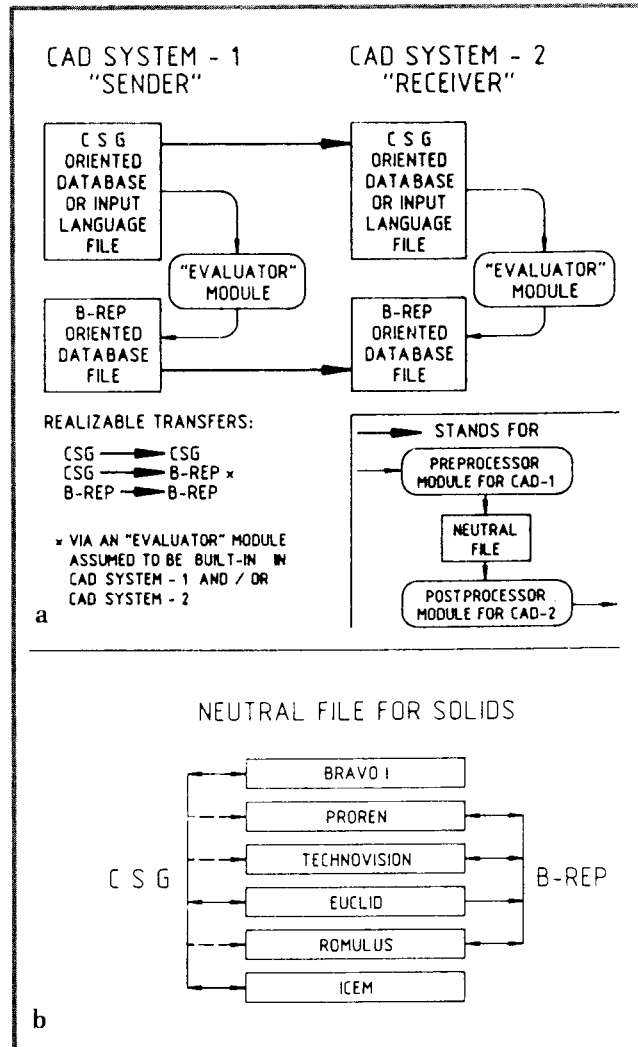 CAD SYSTEM - 1
"SENDER"
CAD SYSTEM - 2
"RECEIVER"
C S G
ORIENTED
DATABASE
OR INPUT
LANGUAGE
FILE
"EVALUATOR"
MODULE
B-REP
ORIENTED
DATABASE
FILE
C S G
ORIENTED
DATABASE
OR INPUT
LANGUAGE
FILE
"EVALUATOR"
MODULE
B-REP
ORIENTED
DATABASE
FILE
REALIZABLE TRANSFERS:
CSG CSG
CSG B-REP *
B-REP B-REP
* VIA AN "EVALUATOR" MODULE
ASSUMED TO BE BUILT-IN IN
CAD SYSTEM - 1 AND / OR
CAD SYSTEM - 2
a
STANDS FOR
PREPROCESSOR
MODULE FOR CAD-1
NEUTRAL
FILE
POSTPROCESSOR
MODULE FOR CAD-2
NEUTRAL FILE FOR SOLIDS
C S G
BRAVO I
PROREN
TECHNOVISION
EUCLID
ROMULUS
ICEM
B-REP
b